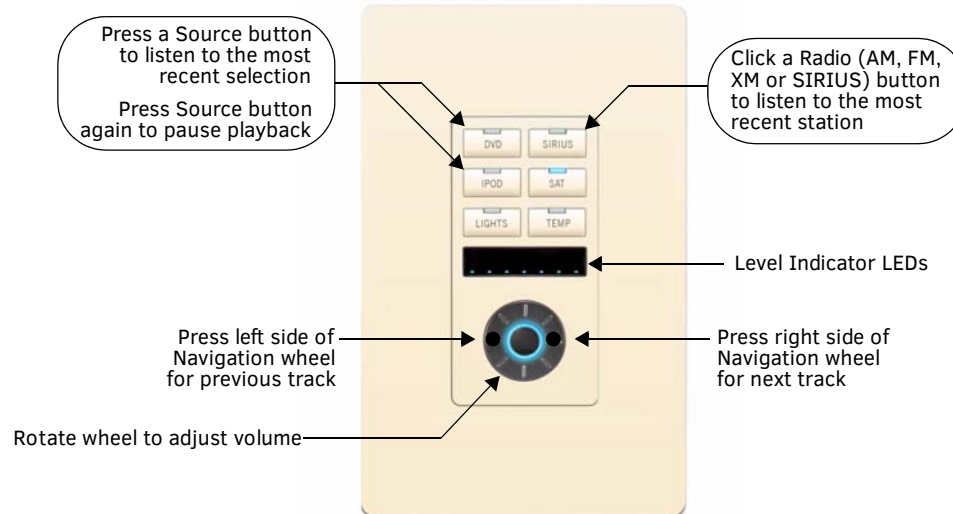 Press a Source button
to listen to the most
recent selection
Press Source button
again to pause playback
Click a Radio (AM, FM,
XM or SIRIUS) button
to listen to the most
recent station
DVD
SIRIUS
IPOD
SAT
LIGHTS
TEMP
Level Indicator LEDs
Press left side of
Navigation wheel
for previous track
Press right side of
Navigation wheel
for next track
Rotate wheel to adjust volume